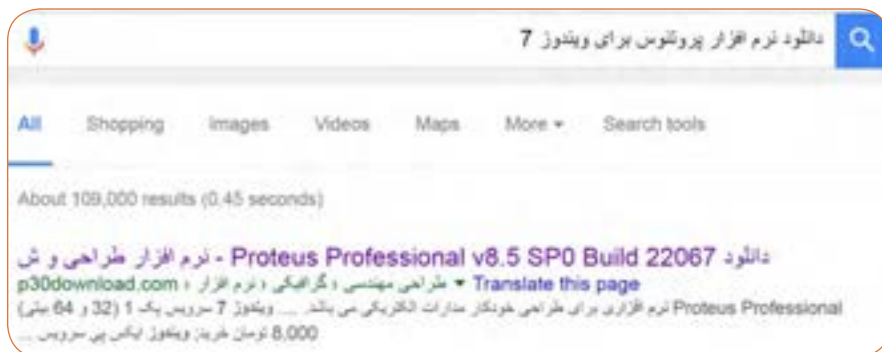 دانلود نرم افزار پروتئوس برای ویندوز 7
All Shopping Images Videos Maps More Search tools
About 109,000 results (0.45 seconds)
دانلود Proteus Professional v8.5 SP0 Build 22067 - نرم افزار طراحی و ش
p30download.com › طراحی مهندسی ؛ گرافیکی ؛ نرم افزار Translate this page
Proteus Professional نرم افزاری برای طراحی خودکار مدارات الکتریکی می باشد. ... ویندوز 7 سرویس پک 1 (32 و 64 بیتی)
8,000 تومان خرید; ویندوز ایکس پی سرویس ...